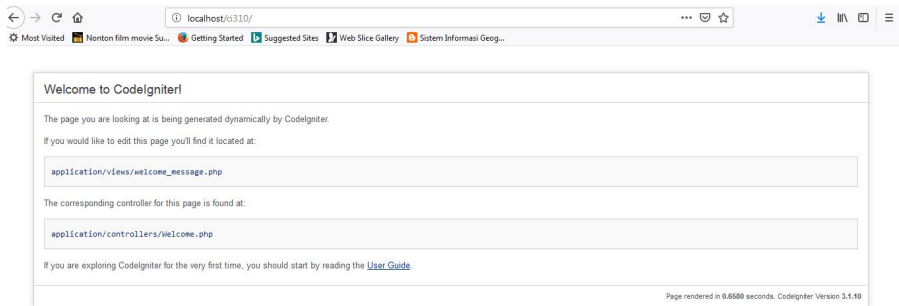 localhost/ci310/
Most Visited Nonton film movie Su... Getting Started Suggested Sites Web Slice Gallery Sistem Informasi Geog...
Welcome to CodeIgniter!
The page you are looking at is being generated dynamically by CodeIgniter.
If you would like to edit this page you'll find it located at:
application/views/welcome_message.php
The corresponding controller for this page is found at:
application/controllers/Welcome.php
If you are exploring CodeIgniter for the very first time, you should start by reading the User Guide.
Page rendered in 0.6580 seconds. CodeIgniter Version 3.1.10